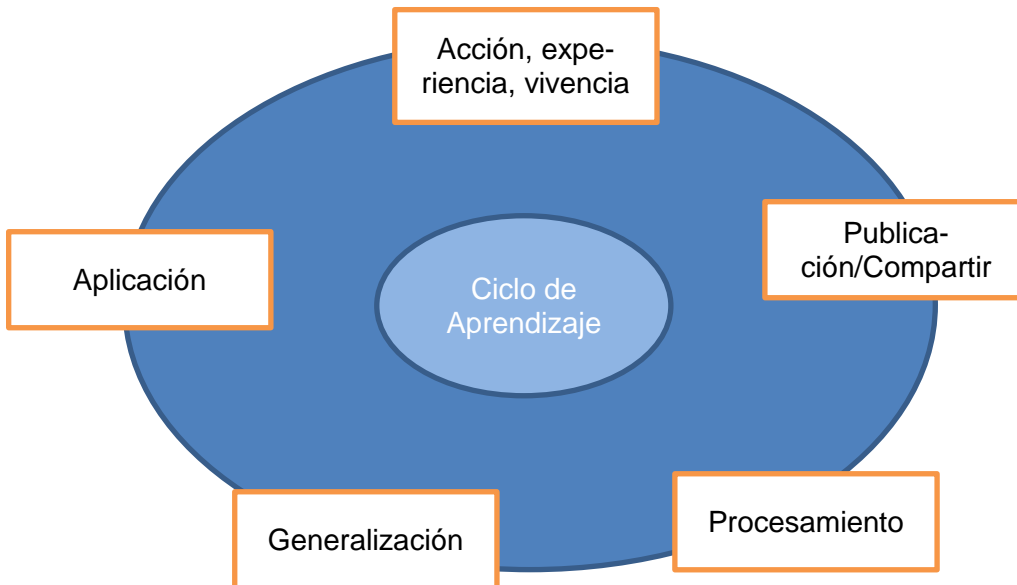 Acción, expe-
riencia, vivencia
Publica-
ción/Compartir
Aplicación
Ciclo de
Aprendizaje
Procesamiento
Generalización